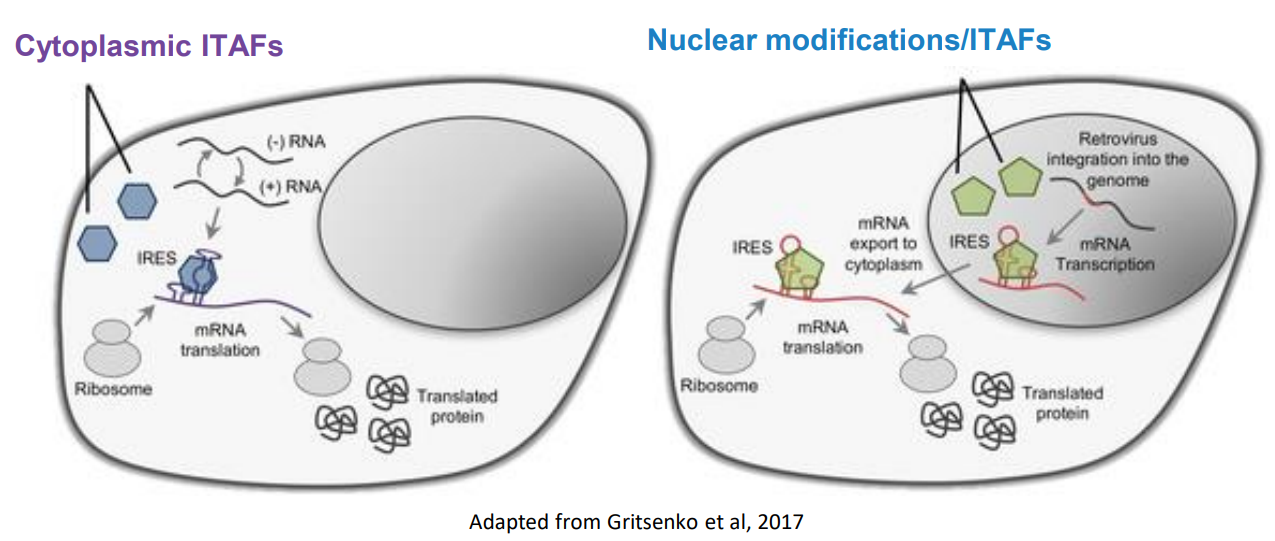 Cytoplasmic ITAFs
Nuclear modifications/ITAFs
(-) RNA
(+) RNA
IRES
mRNA
translation
Ribosome
Translated
protein
Retrovirus
integration into the
genome
mRNA
export to
cytoplasm
IRES
mRNA
Transcription
IRES
mRNA
translation
Ribosome
Translated
protein
Adapted from Gritsenko et al, 2017